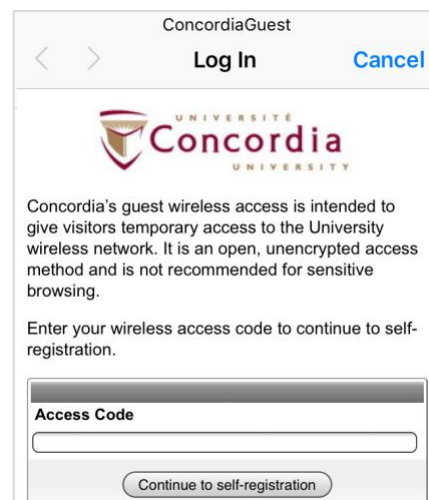 ConcordiaGuest
Log In Cancel
UNIVERSITÉ
Concordia
UNIVERSITY
Concordia's guest wireless access is intended to
give visitors temporary access to the University
wireless network. It is an open, unencrypted access
method and is not recommended for sensitive
browsing.
Enter your wireless access code to continue to self-
registration.
Access Code
Continue to self-registration